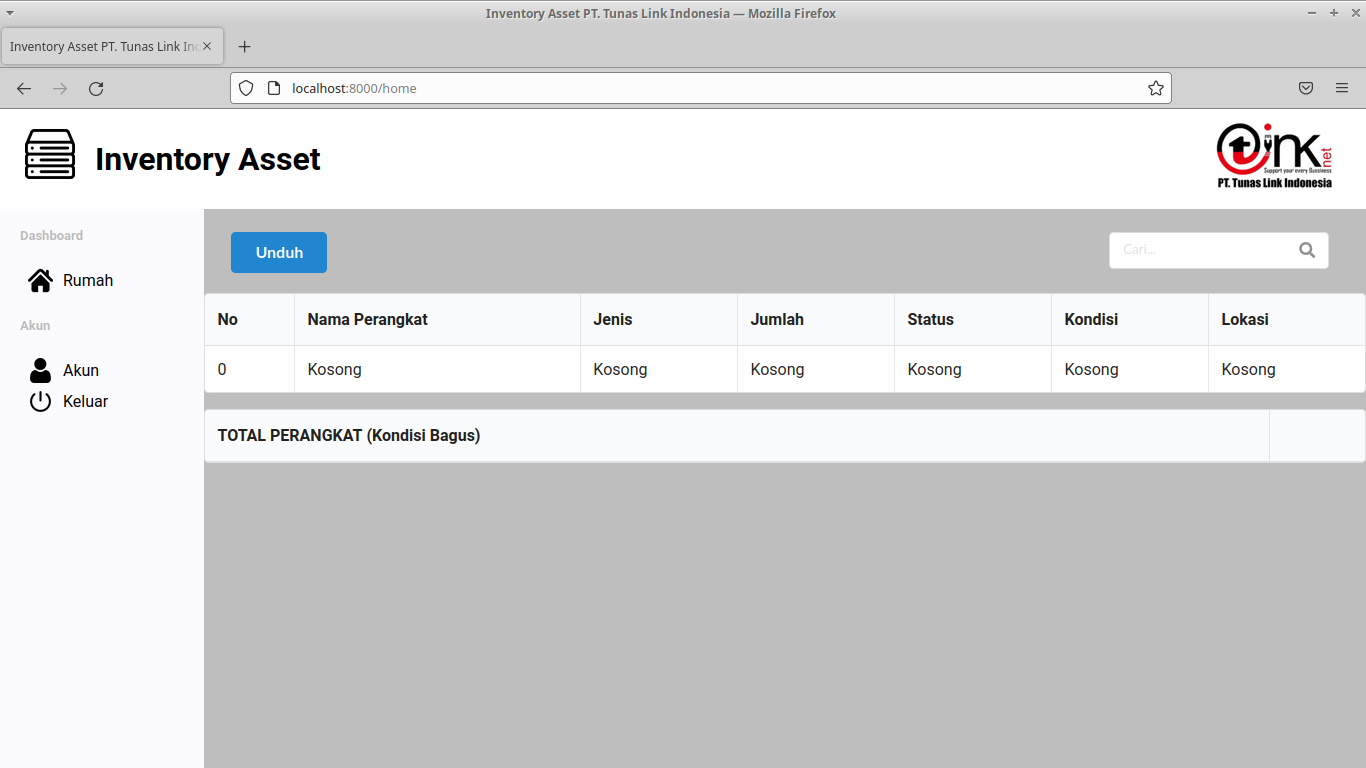 Inventory Asset PT. Tunas Link Indonesia — Mozilla Firefox
Inventory Asset PT. Tunas Link Ind
localhost:8000/home
Inventory Asset
tink net
Support your every Bussiness
PT. Tunas Link Indonesia
Dashboard
Rumah
Akun
Akun
Keluar
Unduh
Cari...
No Nama Perangkat Jenis Jumlah Status Kondisi Lokasi
0 Kosong Kosong Kosong Kosong Kosong Kosong
TOTAL PERANGKAT (Kondisi Bagus)